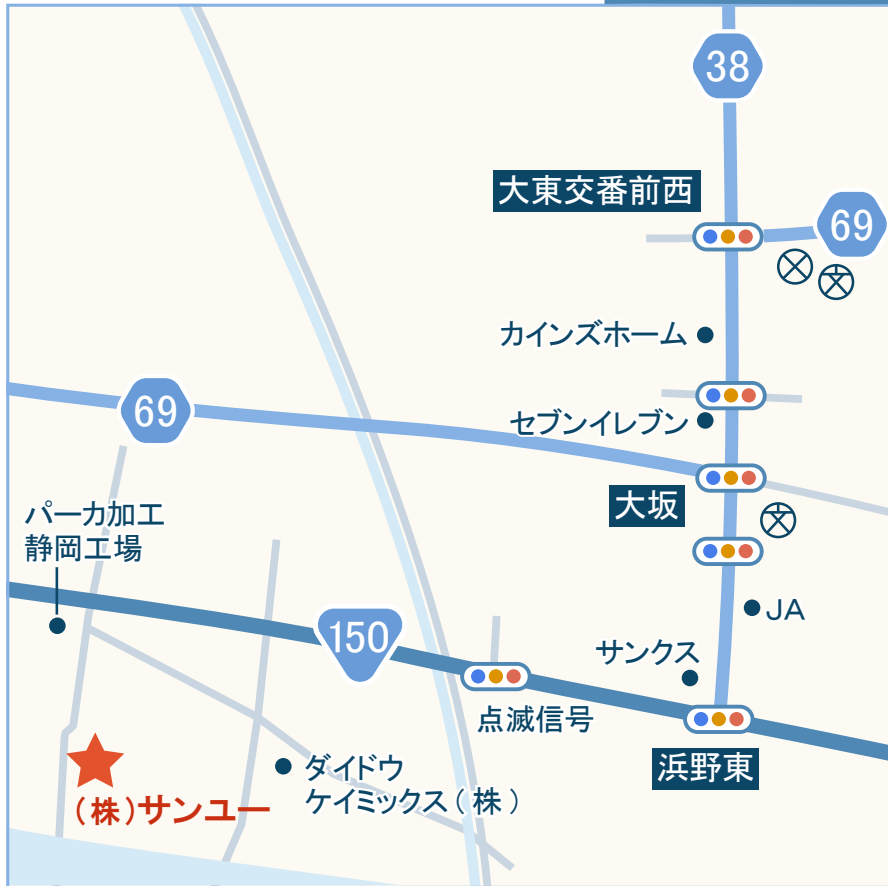 38
大東交番前西
69
カインズホーム
セブンイレブン
69
大坂
パーカ加工
静岡工場
JA
150
サンクス
点滅信号
浜野東
ダイドウ
ケイミックス(株)
(株)サンユー